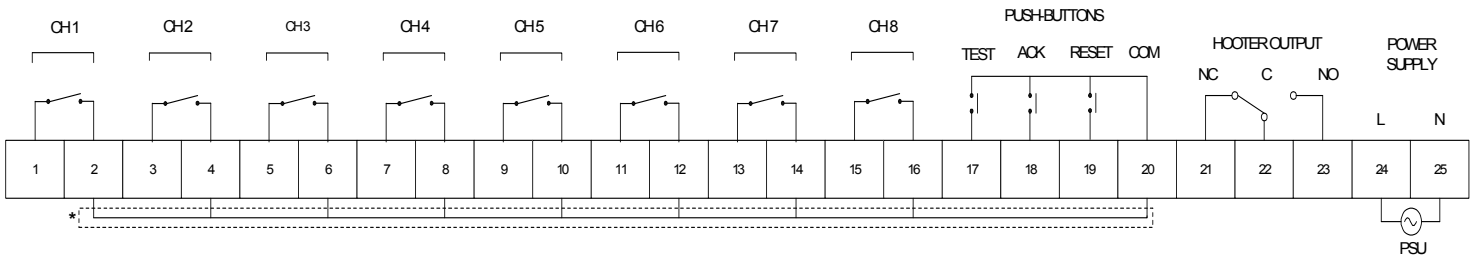 CH1 CH2 CH3 CH4 CH5 CH6 CH7 CH8
PUSH-BUTTONS
TEST ACK RESET COM
HOOTER OUTPUT
NC C NO
POWER
SUPPLY
L N
1 2 3 4 5 6 7 8 9 10 11 12 13 14 15 16 17 18 19 20 21 22 23 24 25
*
PSU